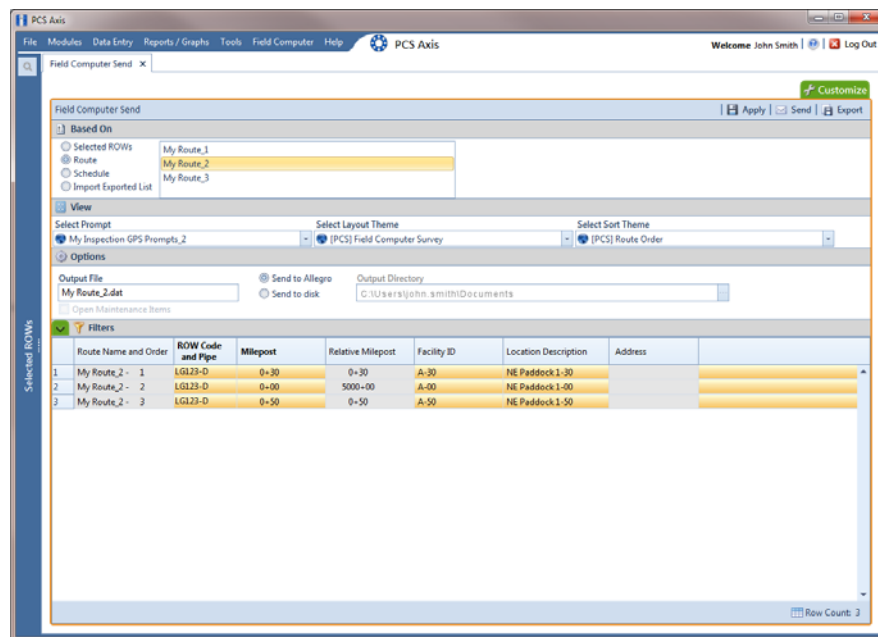 PCS Axis
File Modules Data Entry Reports / Graphs Tools Field Computer Help PCS Axis Welcome John Smith | | Log Out
Field Computer Send X
Customize
Field Computer Send | Apply | Send | Export
Based On
Selected ROWs My Route_1
Route My Route_2
Schedule My Route_3
Import Exported List
View
Select Prompt Select Layout Theme Select Sort Theme
My Inspection GPS Prompts_2 [PCS] Field Computer Survey [PCS] Route Order
Options
Output File Send to Allegro Output Directory
My Route_2.dat Send to disk C:\Users\john.smith\Documents
Open Maintenance Items
Filters
Route Name and Order ROW Code and Pipe Milepost Relative Milepost Facility ID Location Description Address
1 My Route_2 - 1 LG123-D 0+30 0+30 A-30 NE Paddock 1-30
2 My Route_2 - 2 LG123-D 0+00 5000+00 A-00 NE Paddock 1-00
3 My Route_2 - 3 LG123-D 0+50 0+50 A-50 NE Paddock 1-50
Selected ROWs
Row Count: 3